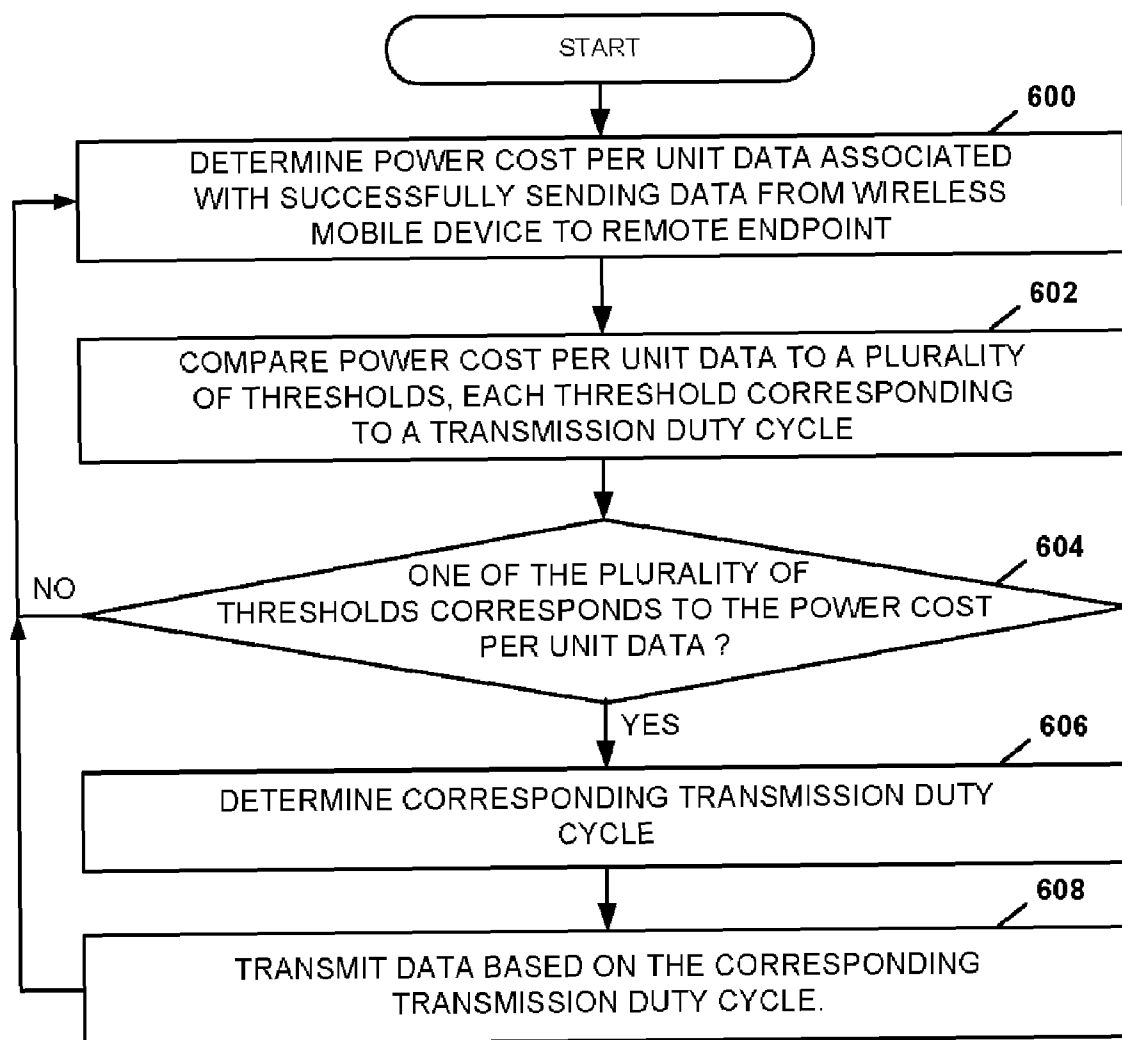 START
600
DETERMINE POWER COST PER UNIT DATA ASSOCIATED
WITH SUCCESSFULLY SENDING DATA FROM WIRELESS
MOBILE DEVICE TO REMOTE ENDPOINT
602
COMPARE POWER COST PER UNIT DATA TO A PLURALITY
OF THRESHOLDS, EACH THRESHOLD CORRESPONDING
TO A TRANSMISSION DUTY CYCLE
604
NO
ONE OF THE PLURALITY OF
THRESHOLDS CORRESPONDS TO THE POWER COST
PER UNIT DATA ?
YES
606
DETERMINE CORRESPONDING TRANSMISSION DUTY
CYCLE
608
TRANSMIT DATA BASED ON THE CORRESPONDING
TRANSMISSION DUTY CYCLE.